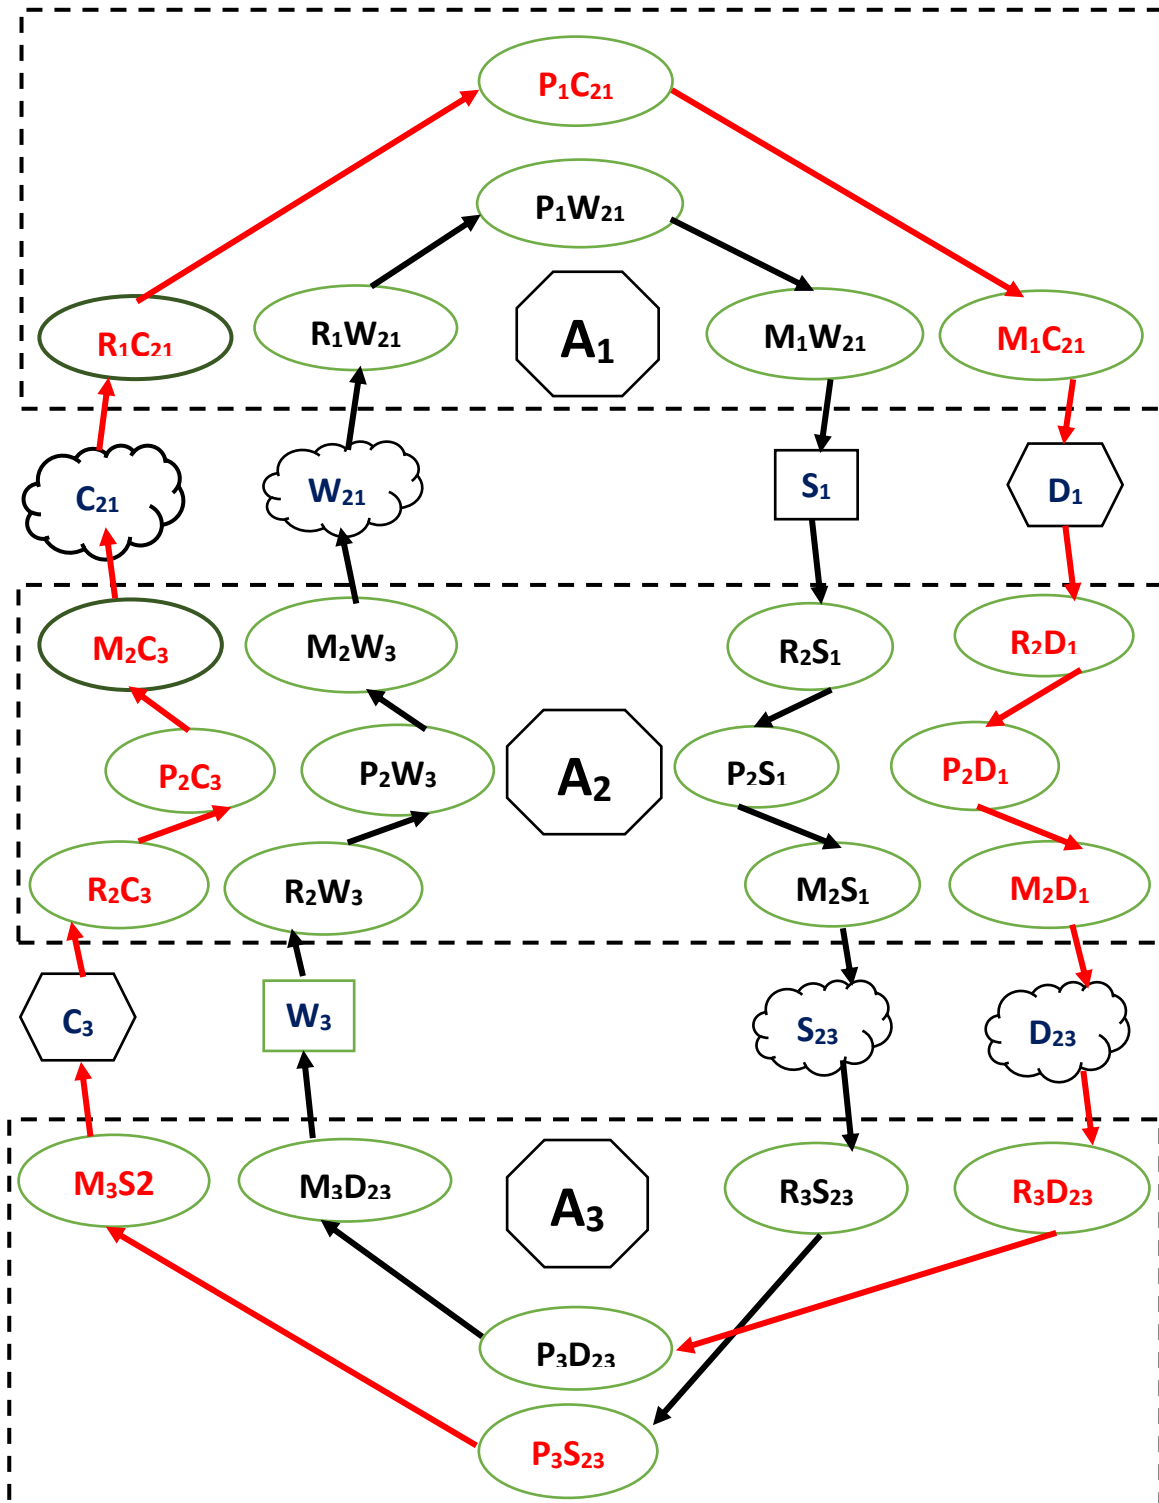 P₁C₂₁
P₁W₂₁
R₁C₂₁
R₁W₂₁
A₁
M₁W₂₁
M₁C₂₁
C₂₁
W₂₁
S₁
D₁
M₂C₃
M₂W₃
R₂S₁
R₂D₁
P₂C₃
P₂W₃
A₂
P₂S₁
P₂D₁
R₂C₃
R₂W₃
M₂S₁
M₂D₁
C₃
W₃
S₂₃
D₂₃
M₃S2
M₃D₂₃
A₃
R₃S₂₃
R₃D₂₃
P₃D₂₃
P₃S₂₃